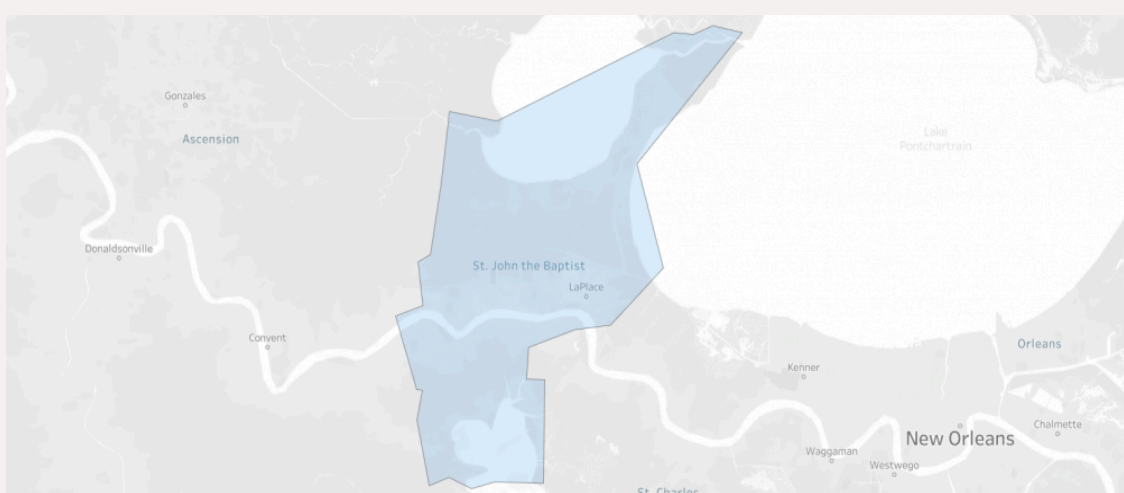 Gonzales
Ascension
Lake
Pontchartrain
Donaldsonville
St. John the Baptist
LaPlace
Convent
Orleans
Kenner
Chalmette
New Orleans
Waggaman
Westwego
St. Charles